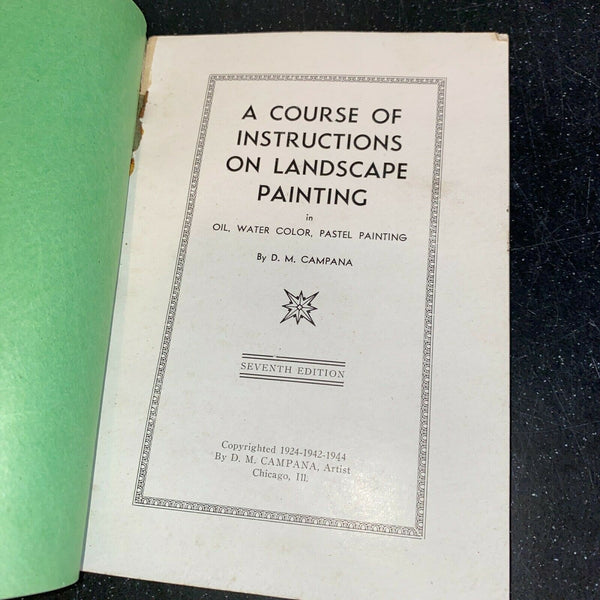 A COURSE OF
INSTRUCTIONS
ON LANDSCAPE
PAINTING
in
OIL, WATER COLOR, PASTEL PAINTING
By D. M. CAMPANA
SEVENTH EDITION
Copyrighted 1924-1942-1944
By D. M. CAMPANA, Artist
Chicago, Ill.